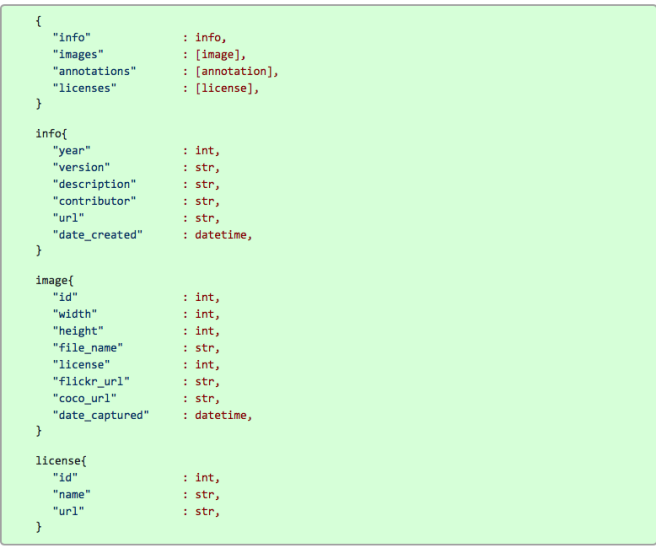 {
"info" : info,
"images" : [image],
"annotations" : [annotation],
"licenses" : [license],
}
info{
"year" : int,
"version" : str,
"description" : str,
"contributor" : str,
"url" : str,
"date_created" : datetime,
}
image{
"id" : int,
"width" : int,
"height" : int,
"file_name" : str,
"license" : int,
"flickr_url" : str,
"coco_url" : str,
"date_captured" : datetime,
}
license{
"id" : int,
"name" : str,
"url" : str,
}